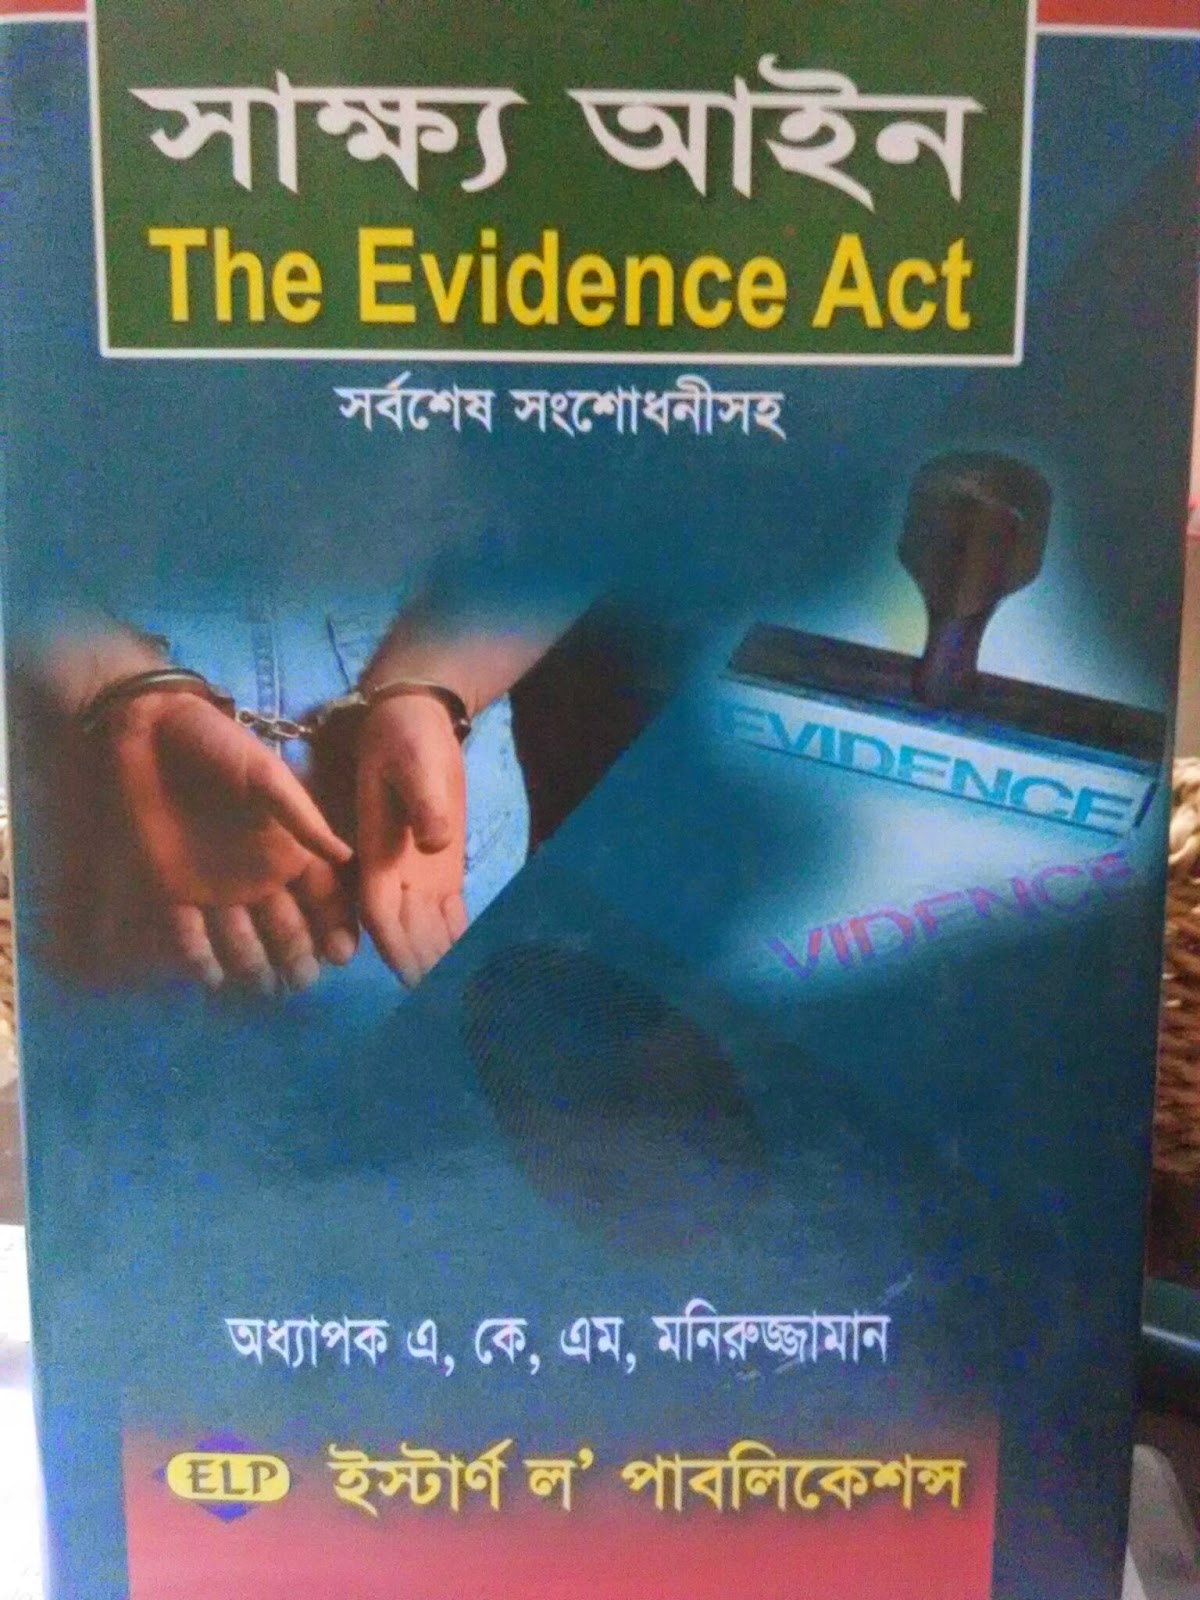 সাক্ষ্য আইন
The Evidence Act
সর্বশেষ সংশোধনীসহ
EVIDENCE
VIDENCE
অধ্যাপক এ, কে, এম, মনিরুজ্জামান
ELP ইস্টার্ণ ল' পাবলিকেশন্স